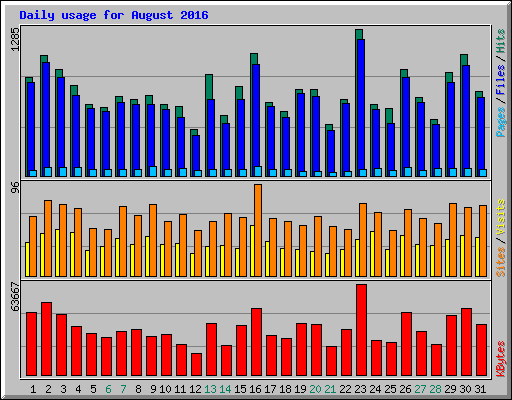 Daily usage for August 2016
1285
Pages/Files/Hits
96
Sites/Visits
63667
KBytes
1 2 3 4 5 6 7 8 9 10 11 12 13 14 15 16 17 18 19 20 21 22 23 24 25 26 27 28 29 30 31